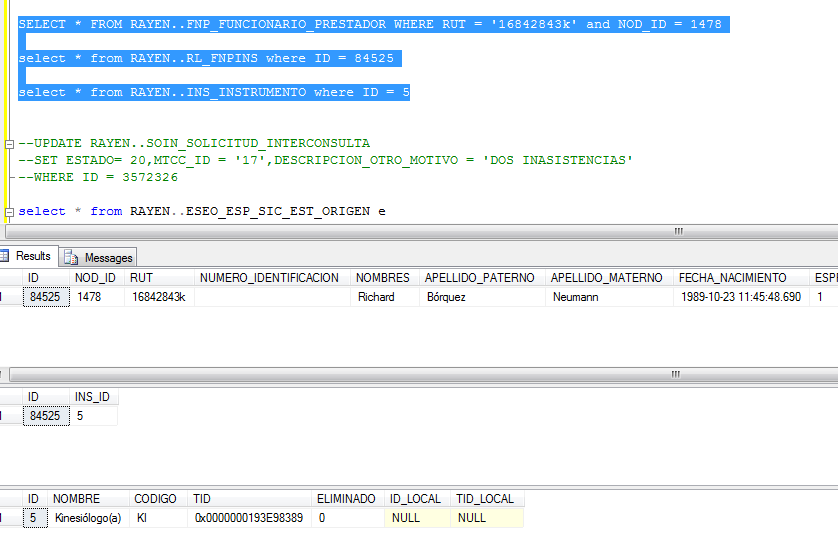 SELECT * FROM RAYEN..FNP_FUNCIONARIO_PRESTADOR WHERE RUT = '16842843k' and NOD_ID = 1478
select * from RAYEN..RL_FNPINS where ID = 84525
select * from RAYEN..INS_INSTRUMENTO where ID = 5
--UPDATE RAYEN..SOIN_SOLICITUD_INTERCONSULTA
--SET ESTADO= 20,MTCC_ID = '17',DESCRIPCION_OTRO_MOTIVO = 'DOS INASISTENCIAS'
--WHERE ID = 3572326
select * from RAYEN..ESEO_ESP_SIC_EST_ORIGEN e
Results Messages
ID NOD_ID RUT NUMERO_IDENTIFICACION NOMBRES APELLIDO_PATERNO APELLIDO_MATERNO FECHA_NACIMIENTO
84525 1478 16842843k Richard Bórquez Neumann 1989-10-23 11:45:48.690 1
ID INS_ID
84525 5
ID NOMBRE CODIGO TID ELIMINADO ID_LOCAL TID_LOCAL
5 Kinesiólogo(a) KI 0x0000000193E98389 0 NULL NULL